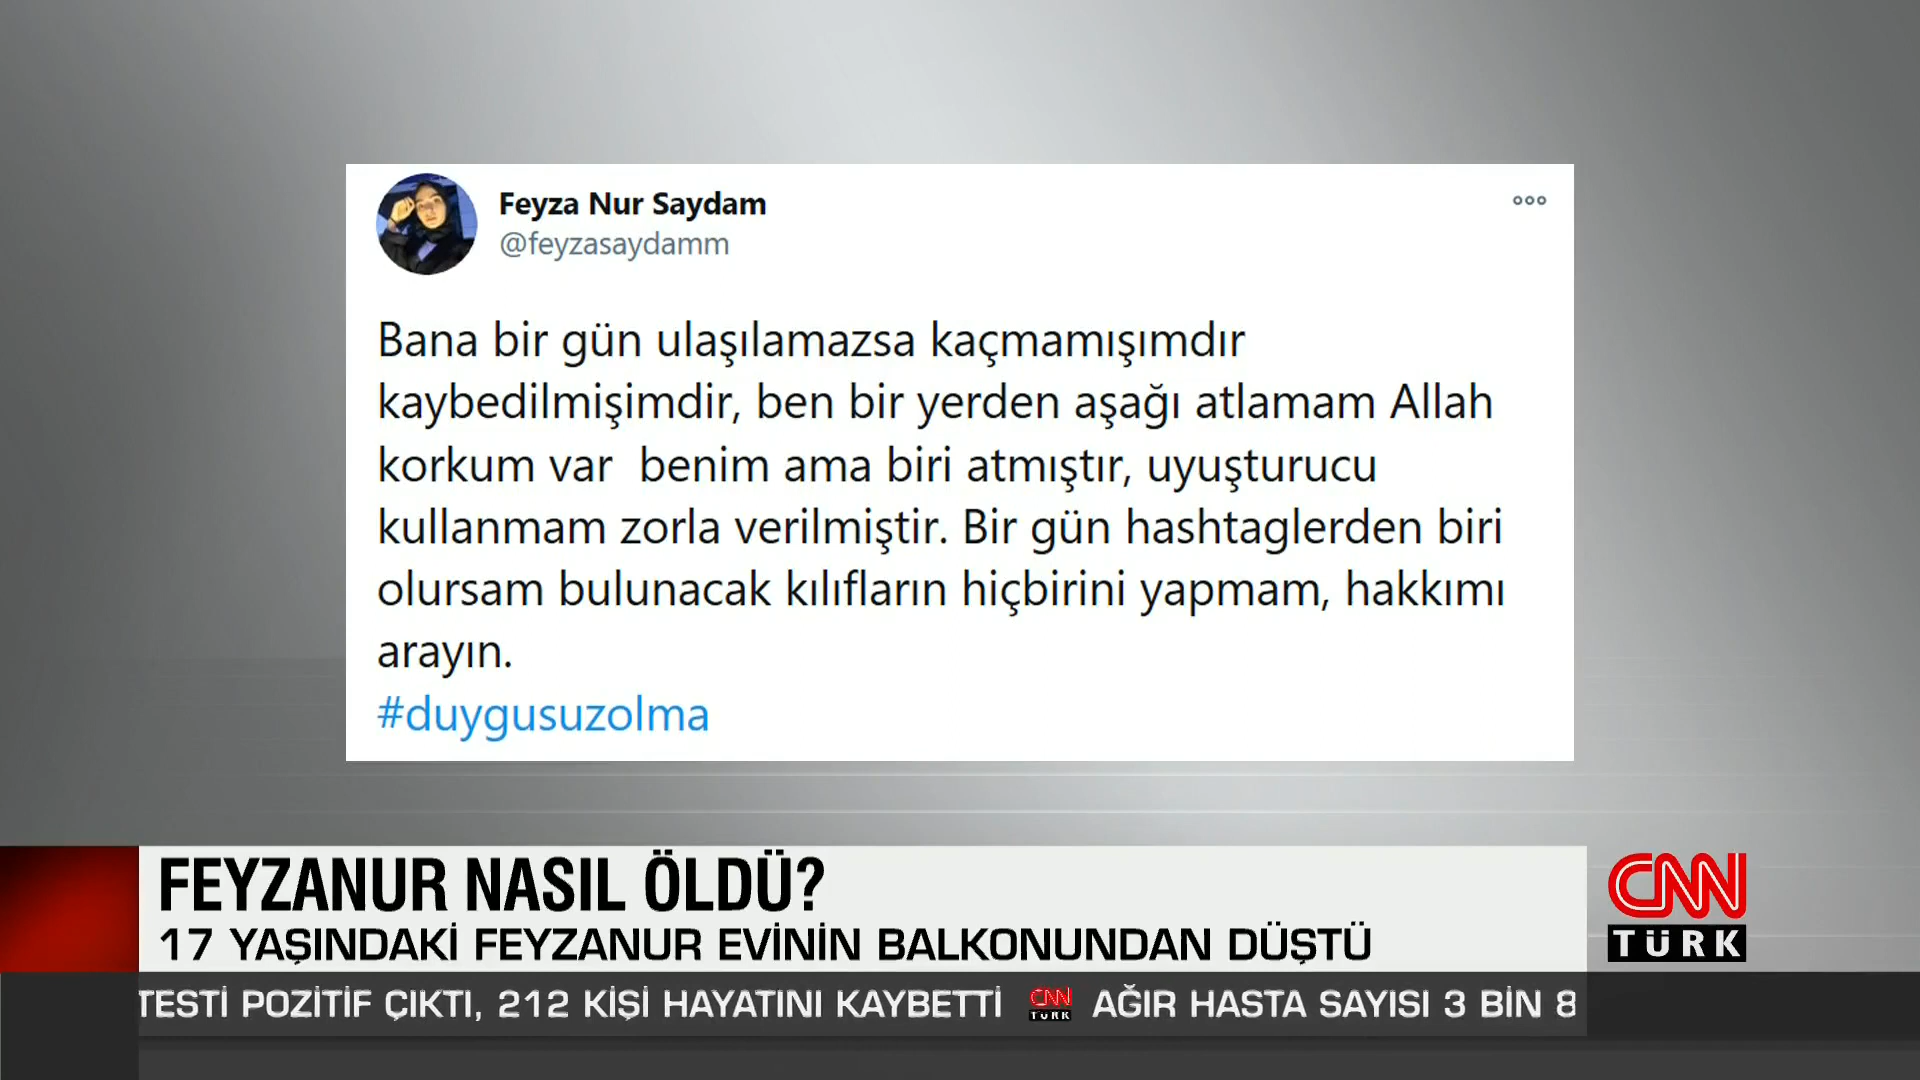 Feyza Nur Saydam
@feyzasaydamm
Bana bir gün ulaşılamazsa kaçmamışımdır
kaybedilmişimdir, ben bir yerden aşağı atlamam Allah
korkum var  benim ama biri atmıştır, uyuşturucu
kullanmam zorla verilmiştir. Bir gün hashtaglerden biri
olursam bulunacak kılıfların hiçbirini yapmam, hakkımı
arayın.
#duygusuzolma
FEYZANUR NASIL ÖLDÜ?
17 YAŞINDAKİ FEYZANUR EVİNİN BALKONUNDAN DÜŞTÜ
CNN
TÜRK
TESTİ POZİTİF ÇIKTI, 212 KİŞİ HAYATINI KAYBETTİ CNN TÜRK AĞIR HASTA SAYISI 3 BİN 8